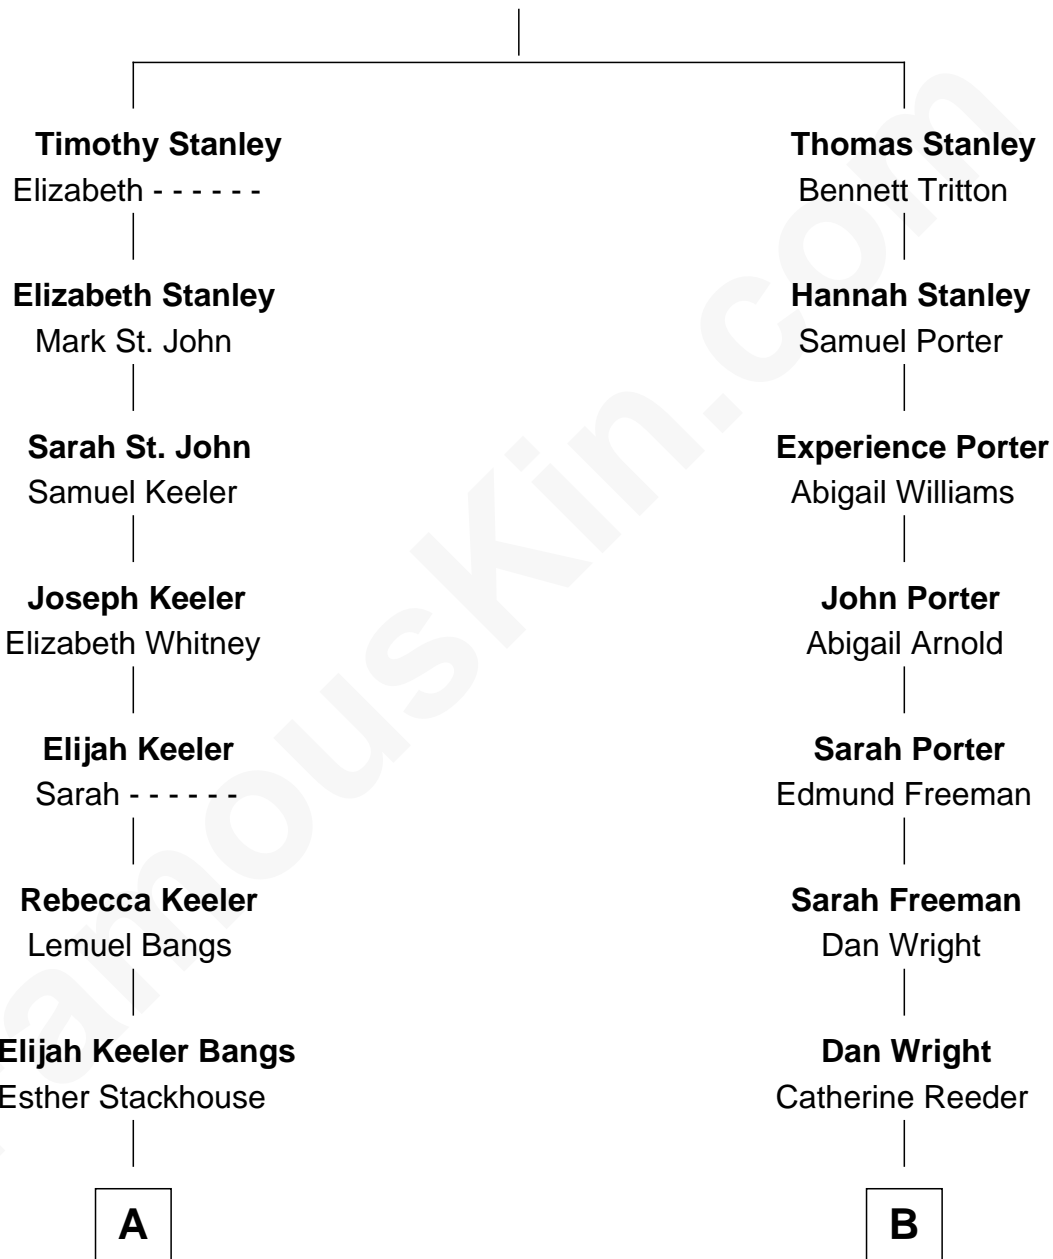 Timothy Stanley
Elizabeth - - - - - -
Elizabeth Stanley
Mark St. John
Sarah St. John
Samuel Keeler
Joseph Keeler
Elizabeth Whitney
Elijah Keeler
Sarah - - - - - -
Rebecca Keeler
Lemuel Bangs
Elijah Keeler Bangs
Esther Stackhouse
A
Thomas Stanley
Bennett Tritton
Hannah Stanley
Samuel Porter
Experience Porter
Abigail Williams
John Porter
Abigail Arnold
Sarah Porter
Edmund Freeman
Sarah Freeman
Dan Wright
Dan Wright
Catherine Reeder
B
FamousKin.com